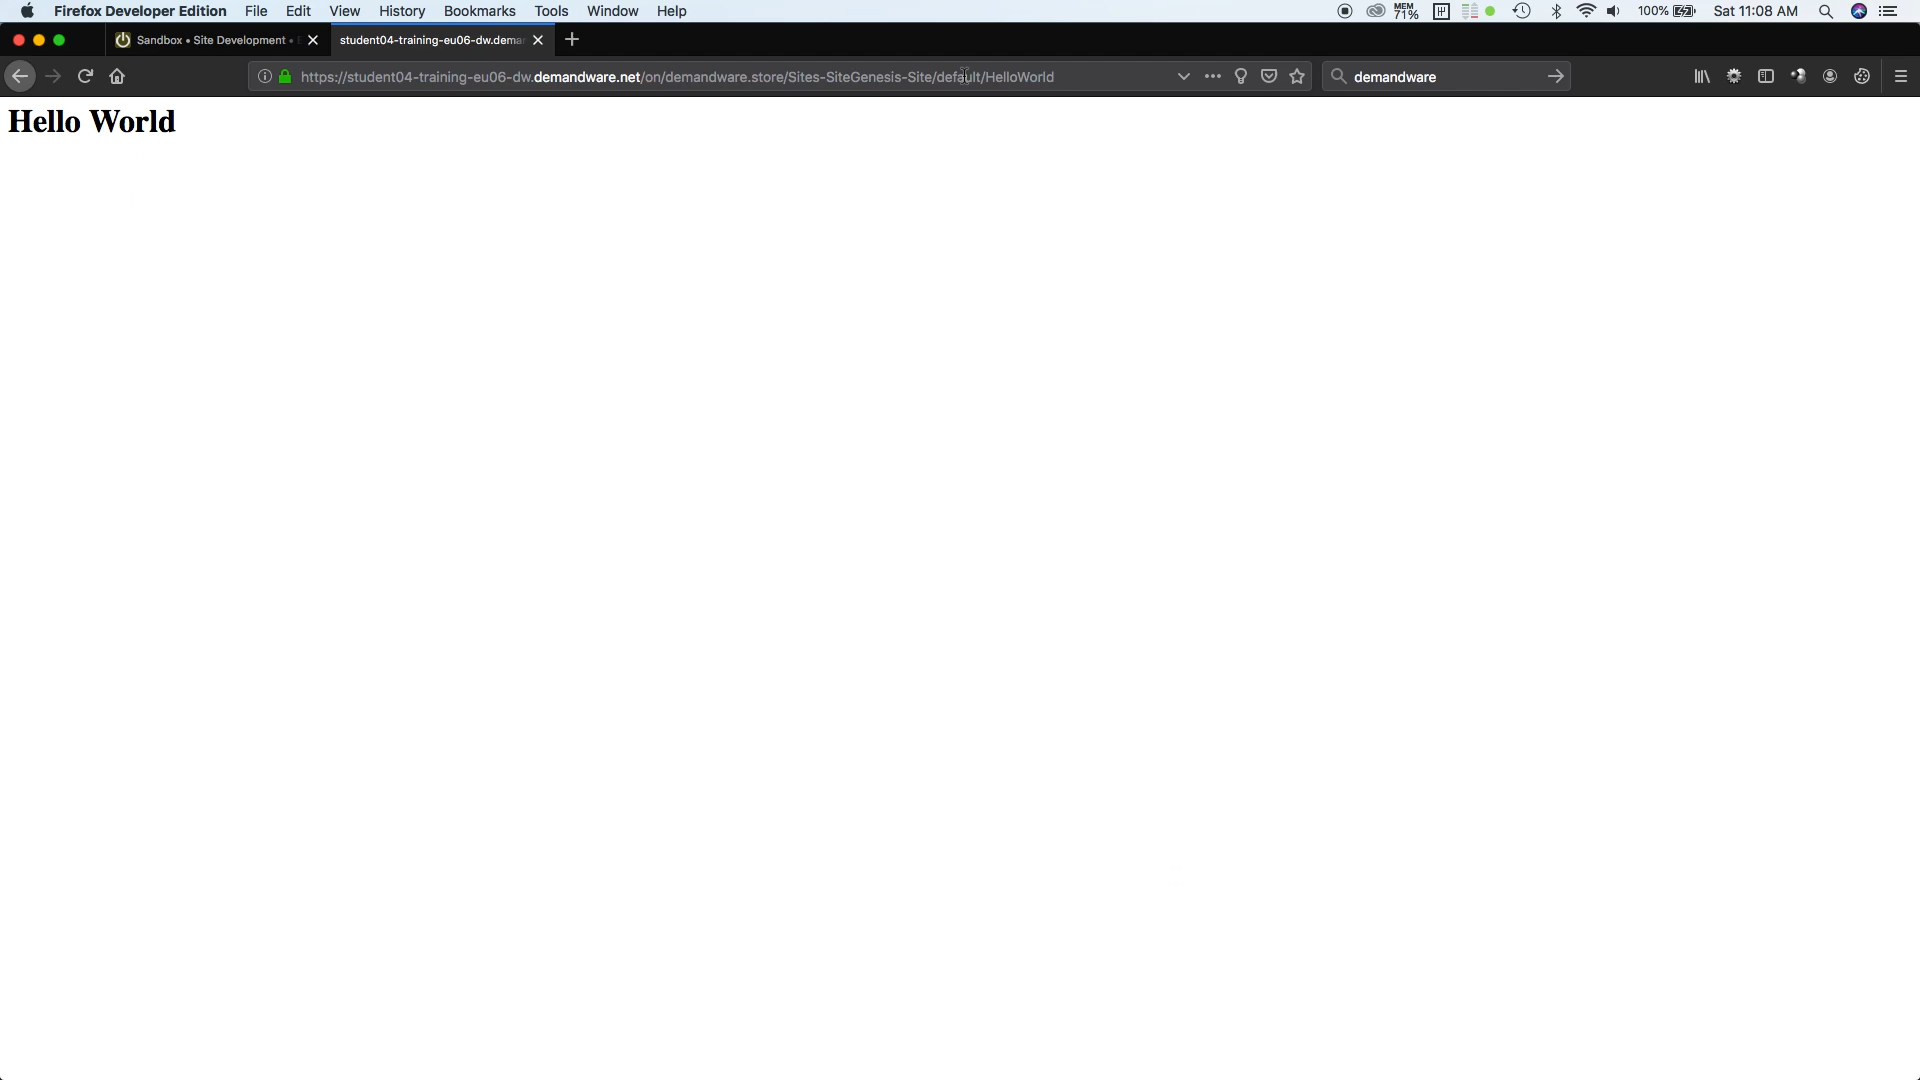 Firefox Developer Edition File Edit View History Bookmarks Tools Window Help MEM 71% 100% Sat 11:08 AM
Sandbox • Site Development • student04-training-eu06-dw.dema
https://student04-training-eu06-dw.demandware.net/on/demandware.store/Sites-SiteGenesis-Site/default/HelloWorld demandware
Hello World